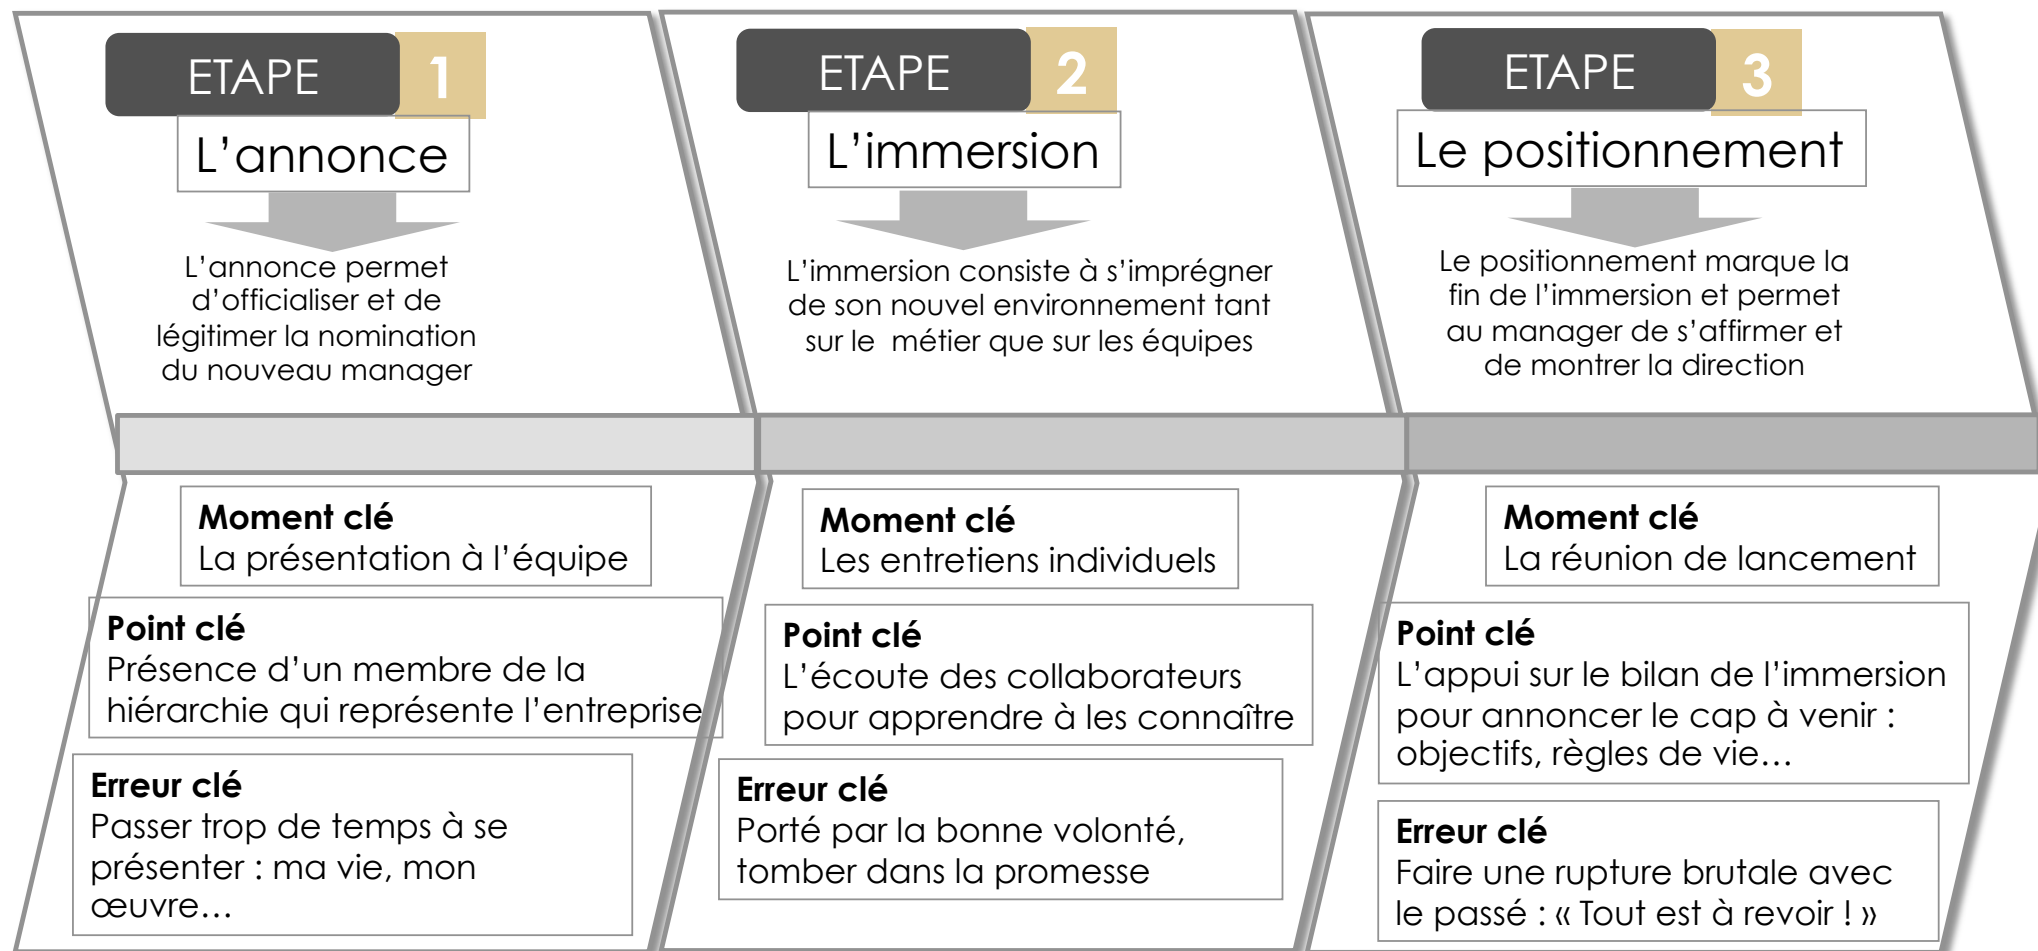 ETAPE 1
L'annonce
L'annonce permet
d'officialiser et de
légitimer la nomination
du nouveau manager
Moment clé
La présentation à l'équipe
Point clé
Présence d'un membre de la
hiérarchie qui représente l'entreprise
Erreur clé
Passer trop de temps à se
présenter : ma vie, mon
œuvre…
ETAPE 2
L'immersion
L'immersion consiste à s'imprégner
de son nouvel environnement tant
sur le  métier que sur les équipes
Moment clé
Les entretiens individuels
Point clé
L'écoute des collaborateurs
pour apprendre à les connaître
Erreur clé
Porté par la bonne volonté,
tomber dans la promesse
ETAPE 3
Le positionnement
Le positionnement marque la
fin de l'immersion et permet
au manager de s'affirmer et
de montrer la direction
Moment clé
La réunion de lancement
Point clé
L'appui sur le bilan de l'immersion
pour annoncer le cap à venir :
objectifs, règles de vie…
Erreur clé
Faire une rupture brutale avec
le passé : « Tout est à revoir ! »